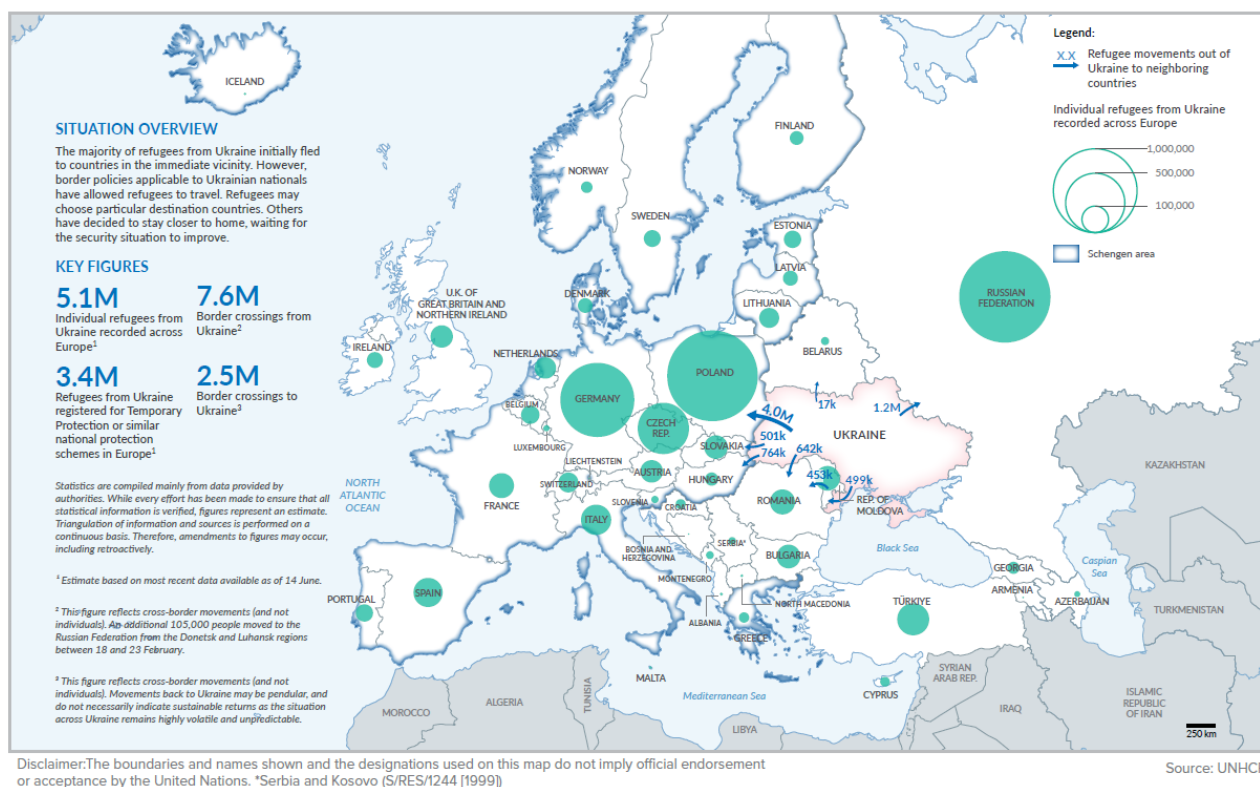 ICELAND
SITUATION OVERVIEW
The majority of refugees from Ukraine initially fled
to countries in the immediate vicinity. However,
border policies applicable to Ukrainian nationals
have allowed refugees to travel. Refugees may
choose particular destination countries. Others
have decided to stay closer to home, waiting for
the security situation to improve.
KEY FIGURES
5.1M
Individual refugees from
Ukraine recorded across
Europe¹
7.6M
Border crossings from
Ukraine²
3.4M
Refugees from Ukraine
registered for Temporary
Protection or similar
national protection
schemes in Europe¹
2.5M
Border crossings to
Ukraine³
Statistics are compiled mainly from data provided by
authorities. While every effort has been made to ensure that all
statistical information is verified, figures represent an estimate.
Triangulation of information and sources is performed on a
continuous basis. Therefore, amendments to figures may occur,
including retroactively.
¹ Estimate based on most recent data available as of 14 June.
² This figure reflects cross-border movements (and not
individuals). An additional 105,000 people moved to the
Russian Federation from the Donetsk and Luhansk regions
between 18 and 23 February.
³ This figure reflects cross-border movements (and not
individuals). Movements back to Ukraine may be pendular, and
do not necessarily indicate sustainable returns as the situation
across Ukraine remains highly volatile and unpredictable.
Legend:
X.X
Refugee movements out of
Ukraine to neighboring
countries
Individual refugees from Ukraine
recorded across Europe
1,000,000
500,000
100,000
Schengen area
FINLAND
NORWAY
SWEDEN
ESTONIA
LATVIA
LITHUANIA
DENMARK
RUSSIAN
FEDERATION
U.K. OF
GREAT BRITAIN AND
NORTHERN IRELAND
IRELAND
NETHERLANDS
BELARUS
POLAND
GERMANY
BELGIUM
CZECH
REP.
LUXEMBOURG
4.0M
17k
1.2M
UKRAINE
501k
764k
642k
453k
499k
SLOVAKIA
LIECHTENSTEIN
AUSTRIA
HUNGARY
SWITZERLAND
FRANCE
SLOVENIA
CROATIA
ROMANIA
REP. OF
MOLDOVA
KAZAKHSTAN
NORTH
ATLANTIC
OCEAN
ITALY
BOSNIA AND
HERZEGOVINA
SERBIA*
BULGARIA
Black Sea
Caspian
Sea
GEORGIA
ARMENIA
AZERBAIJAN
MONTENEGRO
NORTH MACEDONIA
ALBANIA
GREECE
TÜRKIYE
TURKMENISTAN
PORTUGAL
SPAIN
MALTA
Mediterranean Sea
CYPRUS
SYRIAN
ARAB REP.
IRAQ
ISLAMIC
REPUBLIC
OF IRAN
MOROCCO
ALGERIA
TUNISIA
LIBYA
250 km
Disclaimer:The boundaries and names shown and the designations used on this map do not imply official endorsement
or acceptance by the United Nations. *Serbia and Kosovo (S/RES/1244 [1999])
Source: UNHC